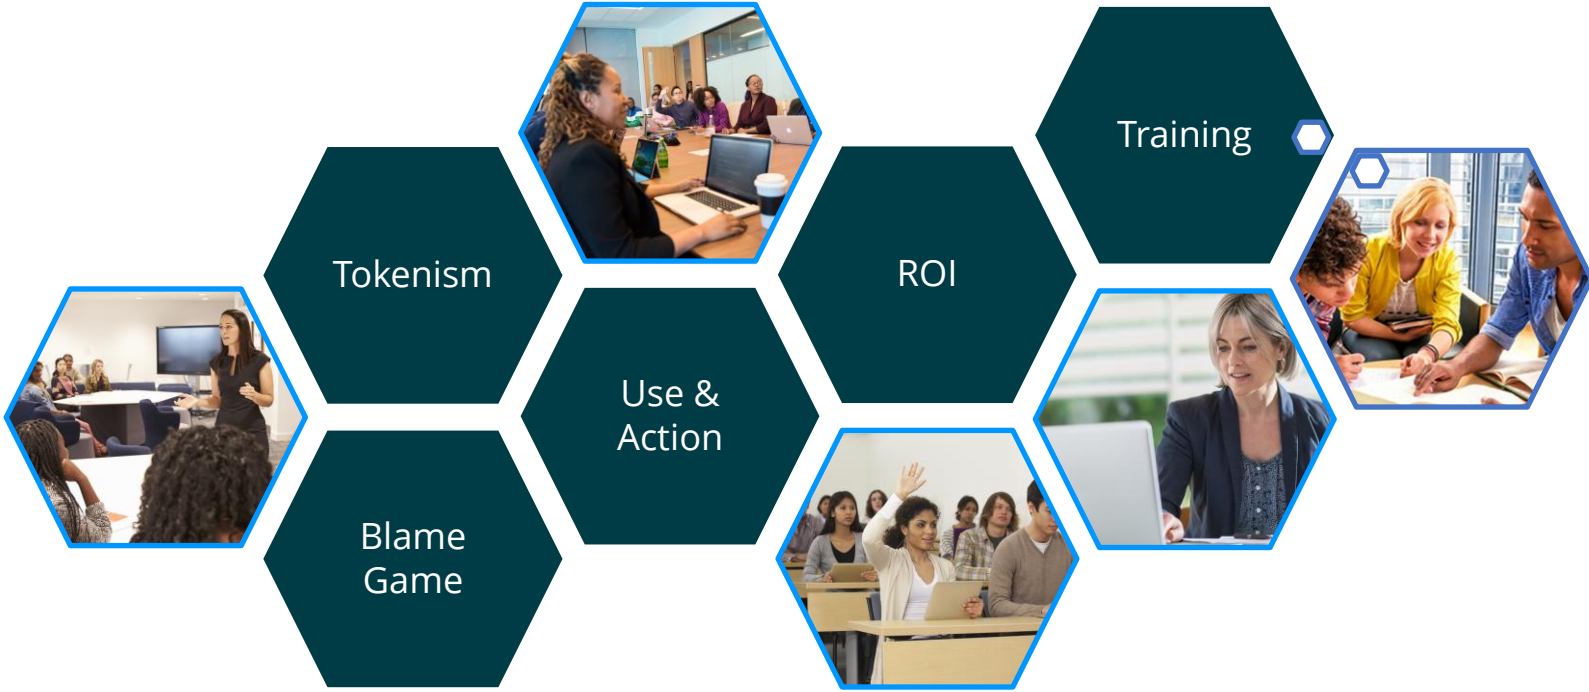 Training
Tokenism
ROI
Use &
Action
Blame
Game